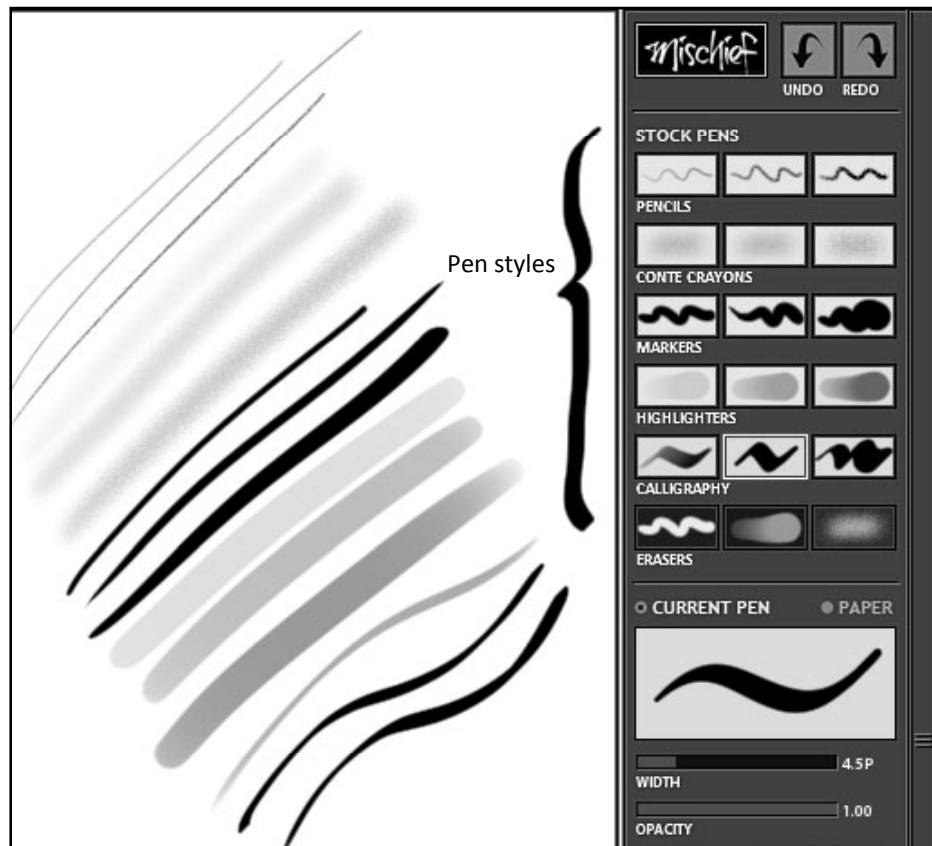 Pen styles
mischief
UNDO REDO
STOCK PENS
PENCILS
CONTE CRAYONS
MARKERS
HIGHLIGHTERS
CALLIGRAPHY
ERASERS
CURRENT PEN PAPER
4.5P
WIDTH
1.00
OPACITY